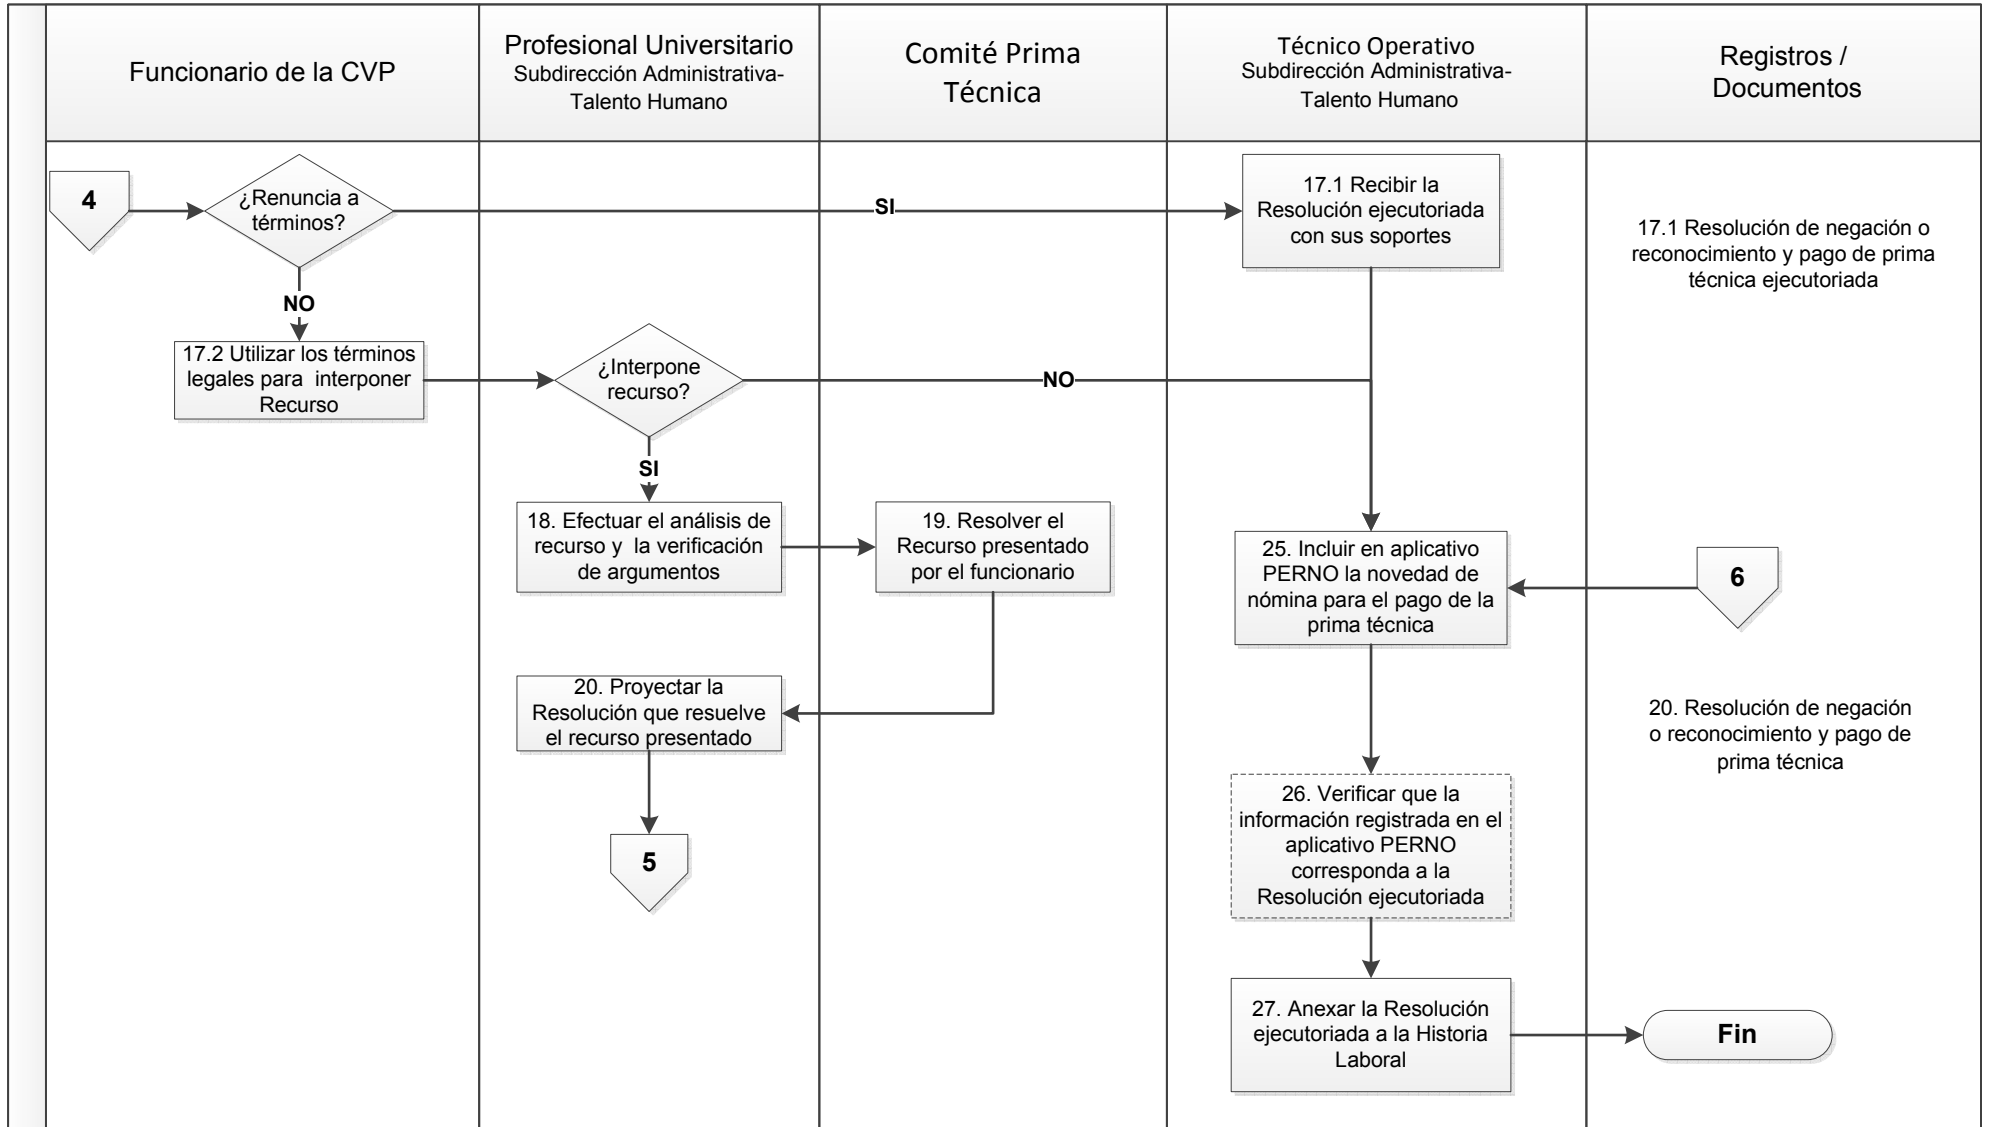 Funcionario de la CVP
Profesional Universitario
Subdirección Administrativa-
Talento Humano
Comité Prima
Técnica
Técnico Operativo
Subdirección Administrativa-
Talento Humano
Registros /
Documentos
4
¿Renuncia a
términos?
SI
17.1 Recibir la
Resolución ejecutoriada
con sus soportes
17.1 Resolución de negación o
reconocimiento y pago de prima
técnica ejecutoriada
NO
17.2 Utilizar los términos
legales para  interponer
Recurso
¿Interpone
recurso?
NO
SI
18. Efectuar el análisis de
recurso y  la verificación
de argumentos
19. Resolver el
Recurso presentado
por el funcionario
25. Incluir en aplicativo
PERNO la novedad de
nómina para el pago de la
prima técnica
6
20. Proyectar la
Resolución que resuelve
el recurso presentado
20. Resolución de negación
o reconocimiento y pago de
prima técnica
5
26. Verificar que la
información registrada en el
aplicativo PERNO
corresponda a la
Resolución ejecutoriada
27. Anexar la Resolución
ejecutoriada a la Historia
Laboral
Fin